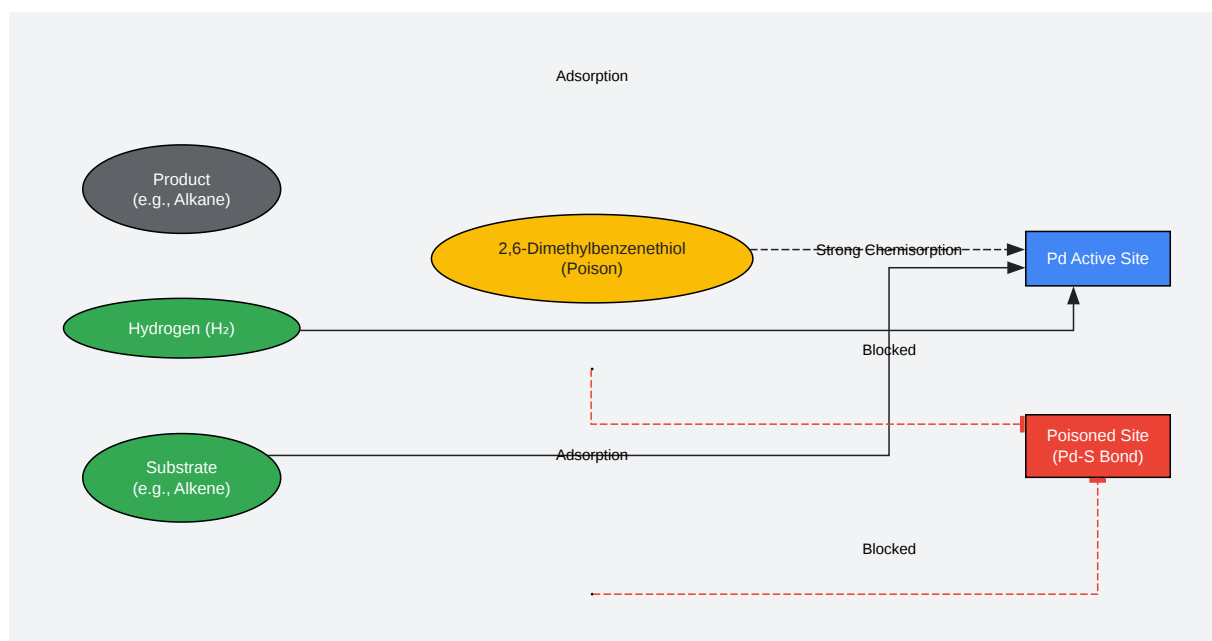 Adsorption
Product
(e.g., Alkane)
2,6-Dimethylbenzenethiol
(Poison)
Strong Chemisorption
Pd Active Site
Hydrogen (H₂)
Blocked
Poisoned Site
(Pd-S Bond)
Adsorption
Substrate
(e.g., Alkene)
Blocked